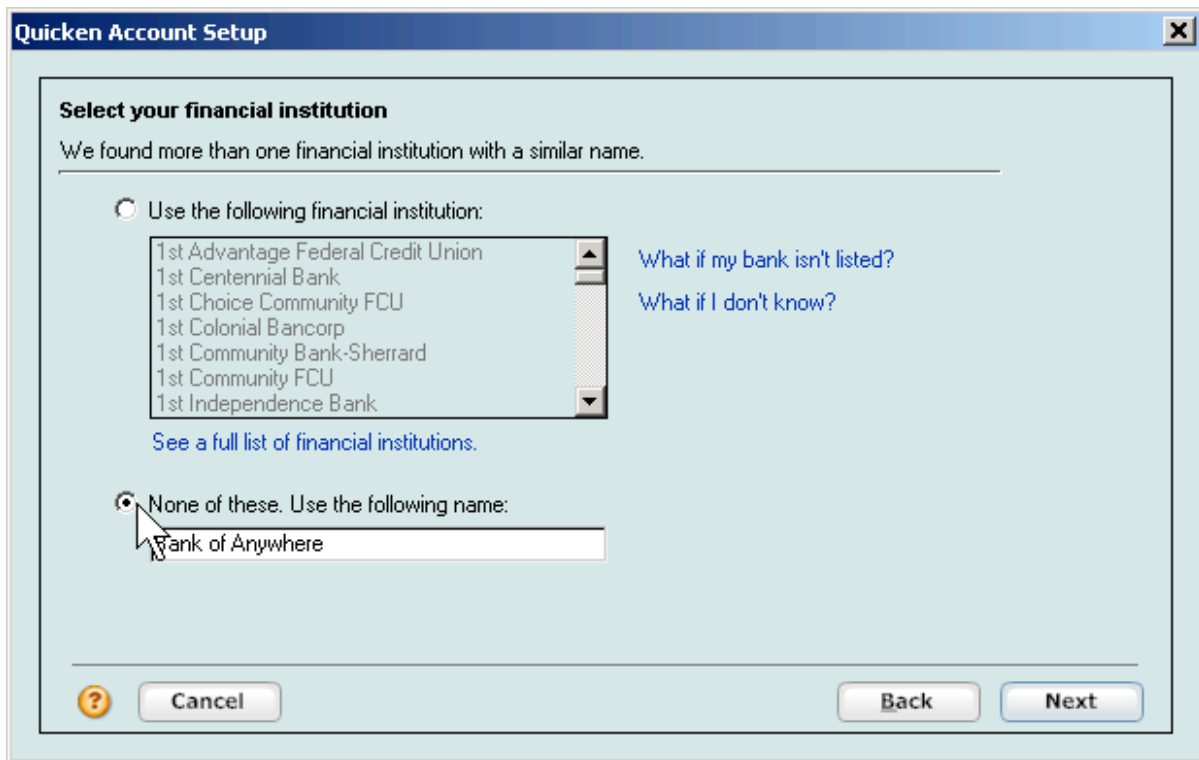 Quicken Account Setup
Select your financial institution
We found more than one financial institution with a similar name.
Use the following financial institution:
1st Advantage Federal Credit Union
1st Centennial Bank
1st Choice Community FCU
1st Colonial Bancorp
1st Community Bank-Sherrard
1st Community FCU
1st Independence Bank
What if my bank isn't listed?
What if I don't know?
See a full list of financial institutions.
None of these. Use the following name:
Bank of Anywhere
?
Cancel
Back
Next